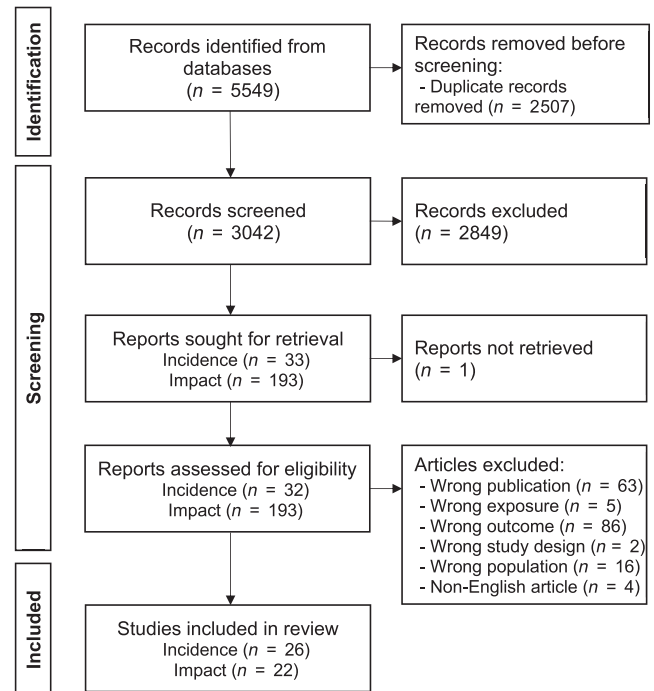 Identification
Records identified from
databases
(n = 5549)
Records removed before
screening:
- Duplicate records
removed (n = 2507)
Screening
Records screened
(n = 3042)
Records excluded
(n = 2849)
Reports sought for retrieval
Incidence (n = 33)
Impact (n = 193)
Reports not retrieved
(n = 1)
Reports assessed for eligibility
Incidence (n = 32)
Impact (n = 193)
Articles excluded:
- Wrong publication (n = 63)
- Wrong exposure (n = 5)
- Wrong outcome (n = 86)
- Wrong study design (n = 2)
- Wrong population (n = 16)
- Non-English article (n = 4)
Included
Studies included in review
Incidence (n = 26)
Impact (n = 22)